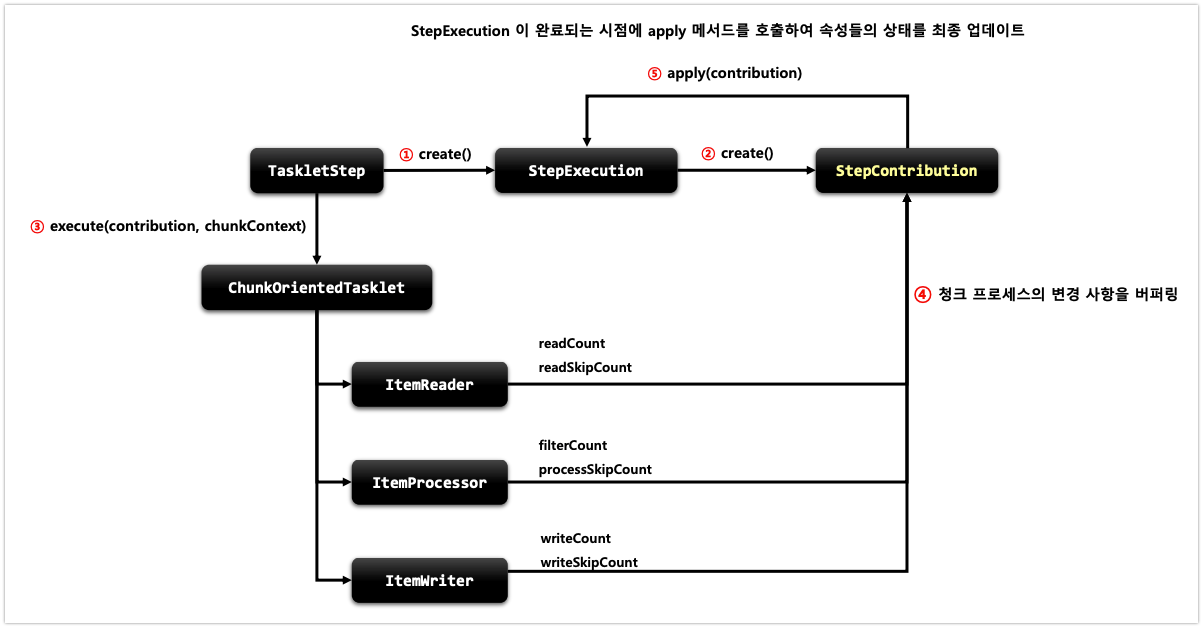 StepExecution 이 완료되는 시점에 apply 메서드를 호출하여 속성들의 상태를 최종 업데이트
⑤ apply(contribution)
① create()
② create()
TaskletStep
StepExecution
StepContribution
③ execute(contribution, chunkContext)
ChunkOrientedTasklet
④ 청크 프로세스의 변경 사항을 버퍼링
readCount
readSkipCount
ItemReader
filterCount
processSkipCount
ItemProcessor
writeCount
writeSkipCount
ItemWriter